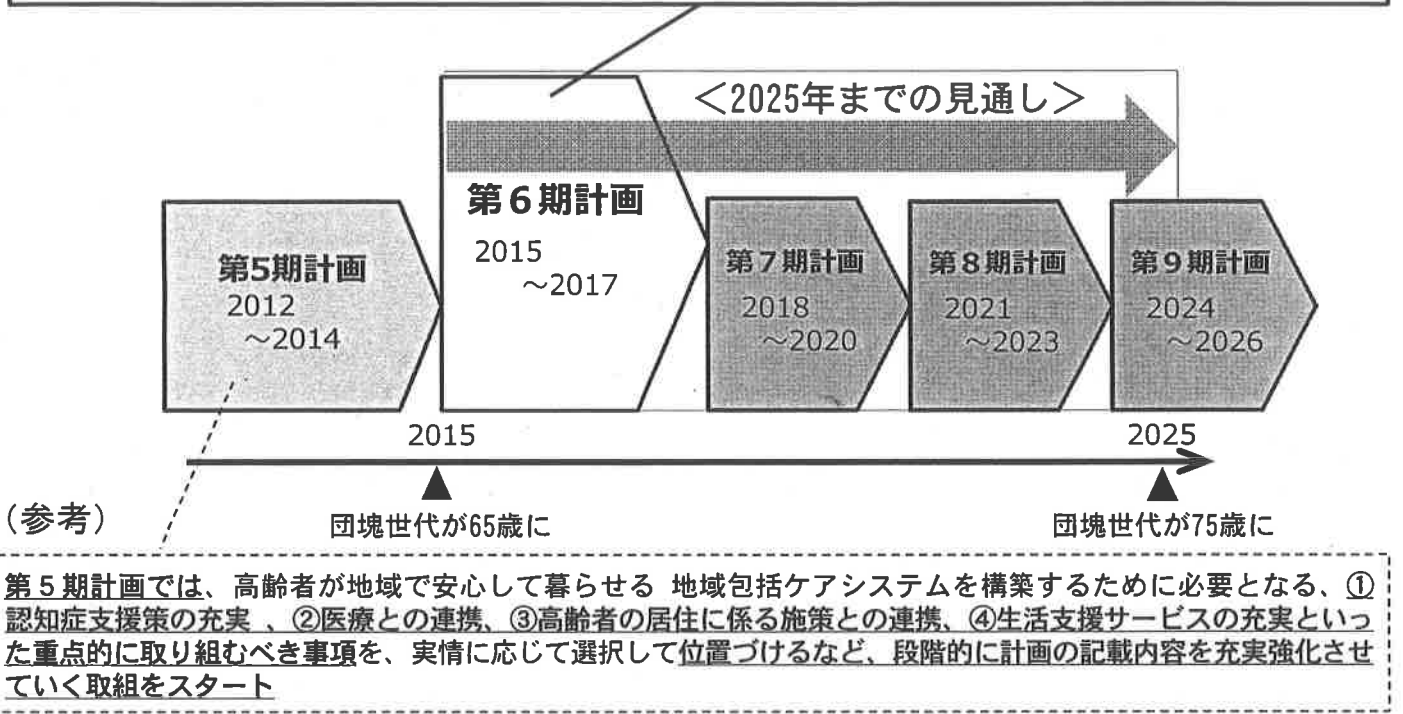 <2025年までの見通し>
第5期計画
2012
~2014
第6期計画
2015
~2017
第7期計画
2018
~2020
第8期計画
2021
~2023
第9期計画
2024
~2026
2015
2025
▲
▲
団塊世代が65歳に
団塊世代が75歳に
(参考)
第5期計画では、高齢者が地域で安心して暮らせる 地域包括ケアシステムを構築するために必要となる、①
認知症支援策の充実 、②医療との連携、③高齢者の居住に係る施策との連携、④生活支援サービスの充実といっ
た重点的に取り組むべき事項を、実情に応じて選択して位置づけるなど、段階的に計画の記載内容を充実強化させ
ていく取組をスタート